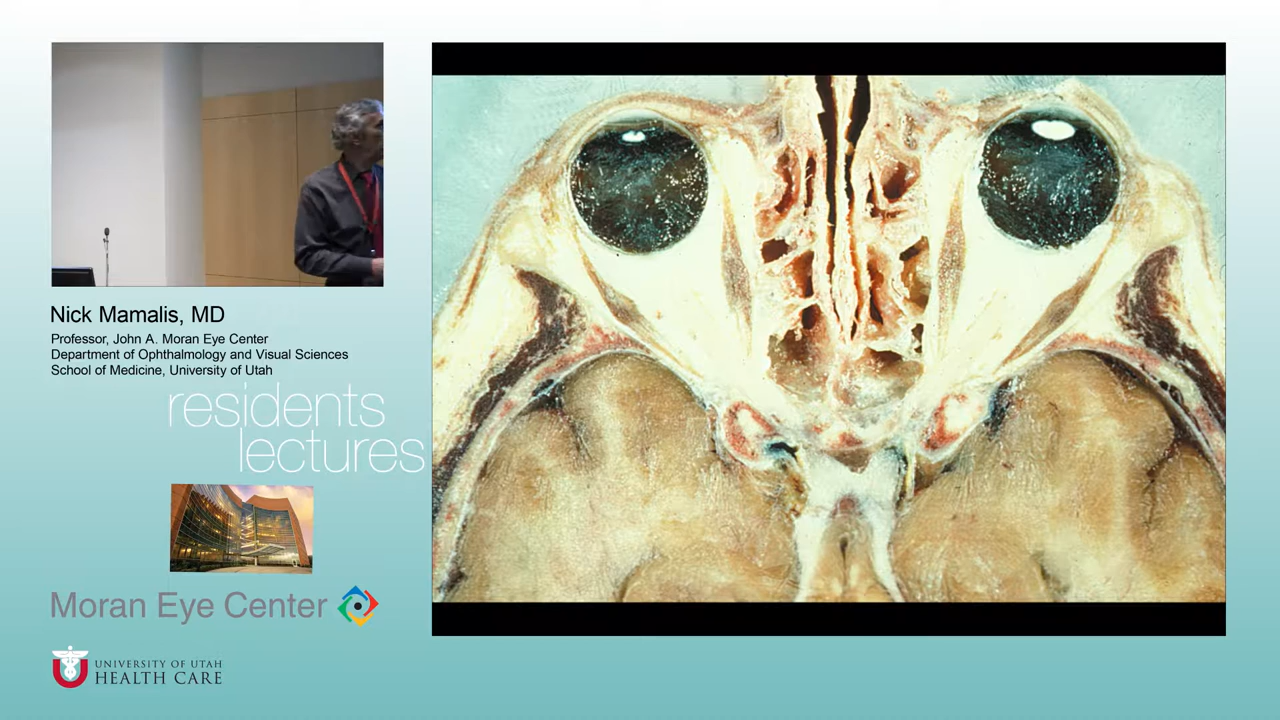 Nick Mamalis, MD
Professor, John A. Moran Eye Center
Department of Ophthalmology and Visual Sciences
School of Medicine, University of Utah
residents
lectures
Moran Eye Center
UNIVERSITY OF UTAH
HEALTH CARE